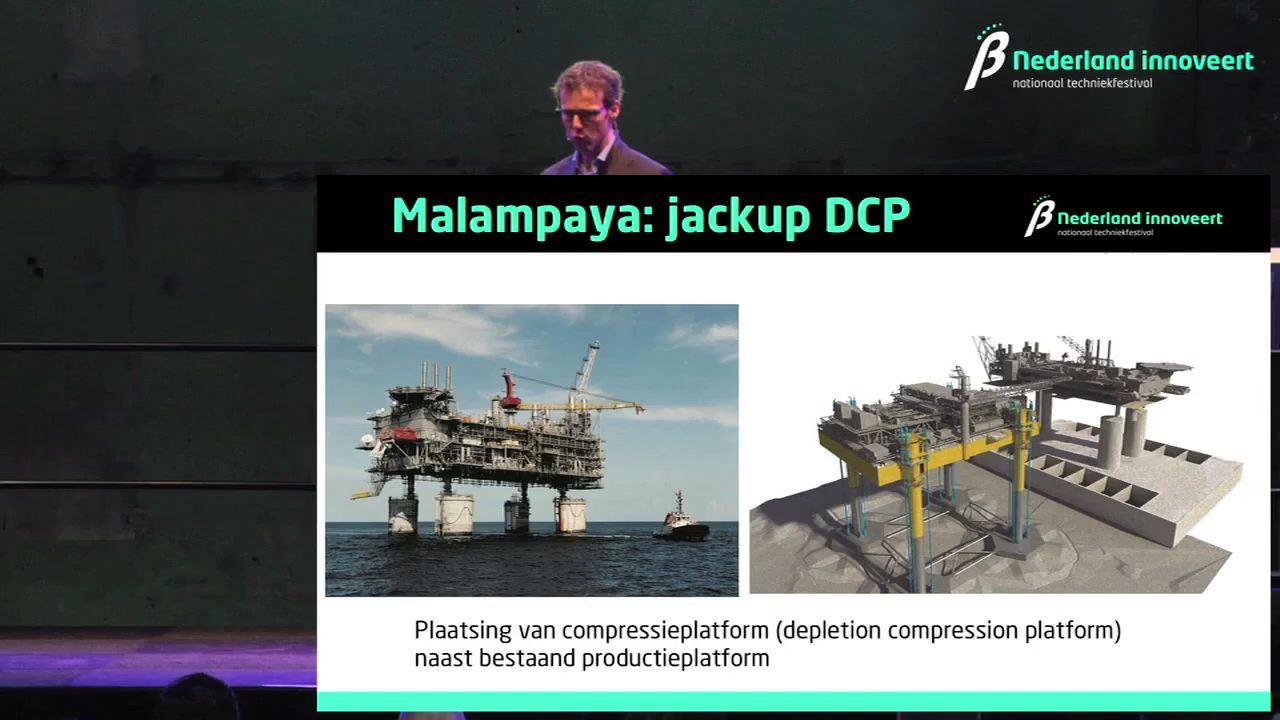 β Nederland innoveert
nationaal techniekfestival
Malampaya: jackup DCP
β Nederland innoveert
nationaal techniekfestival
Plaatsing van compressieplatform (depletion compression platform)
naast bestaand productieplatform